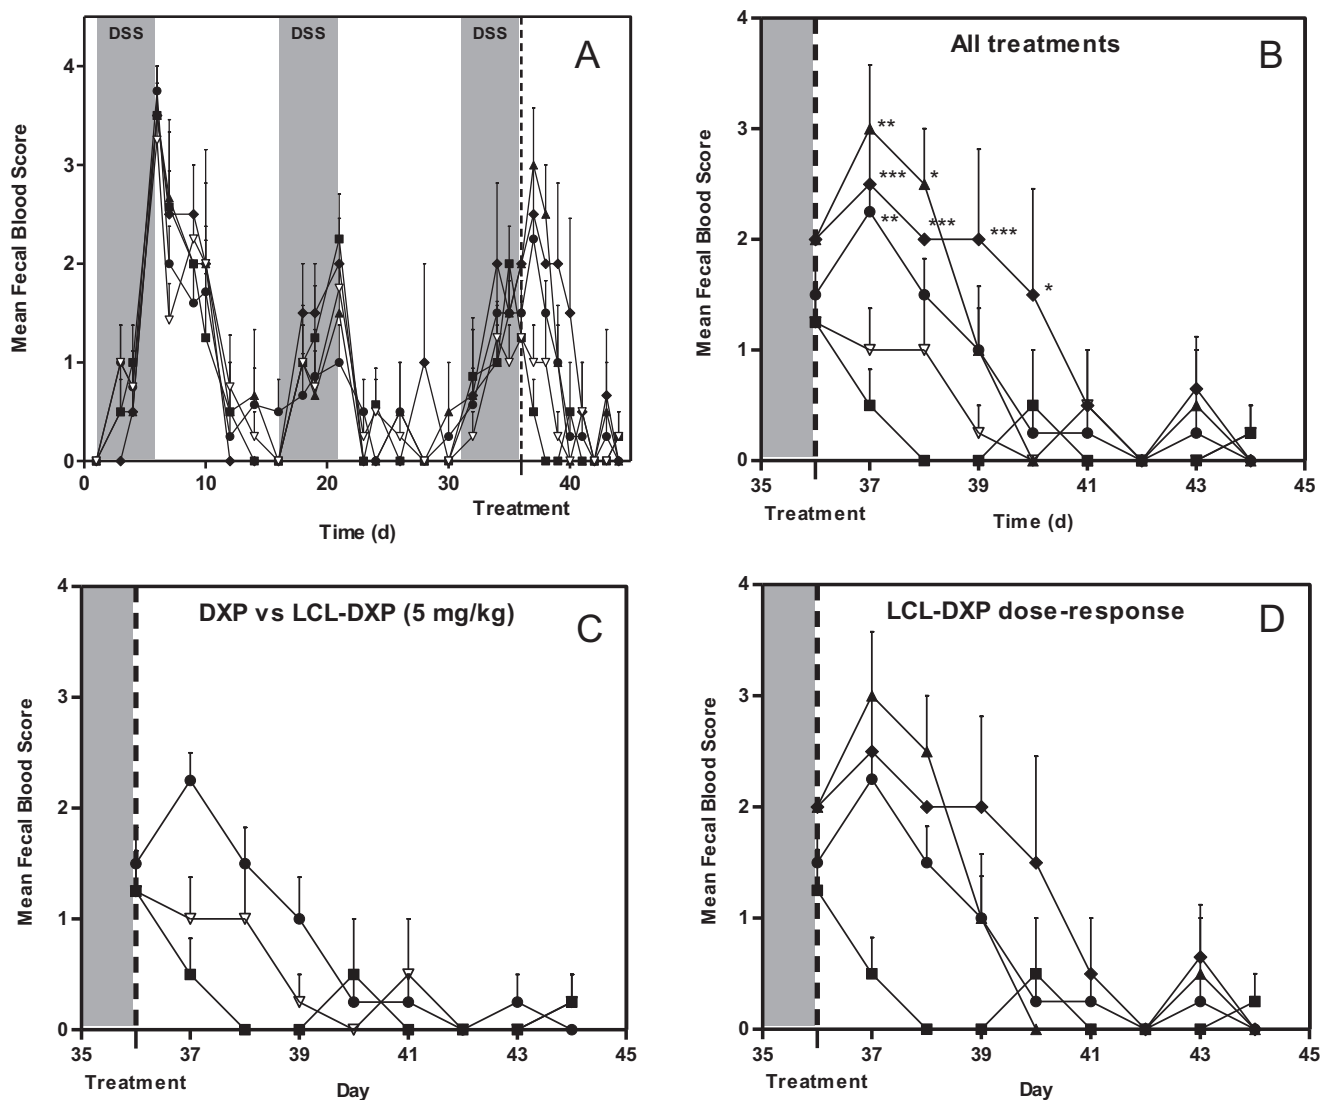 DSS DSS DSS
A
Mean Fecal Blood Score
4
3
2
1
0
0 10 20 30 40
Treatment
Time (d)
All treatments
B
Mean Fecal Blood Score
4
3
2
1
0
**
*
***
**
***
***
*
35 37 39 41 43 45
Treatment
Time (d)
DXP vs LCL-DXP (5 mg/kg)
C
Mean Fecal Blood Score
4
3
2
1
0
35 37 39 41 43 45
Treatment
Day
LCL-DXP dose-response
D
Mean Fecal Blood Score
4
3
2
1
0
35 37 39 41 43 45
Treatment
Day